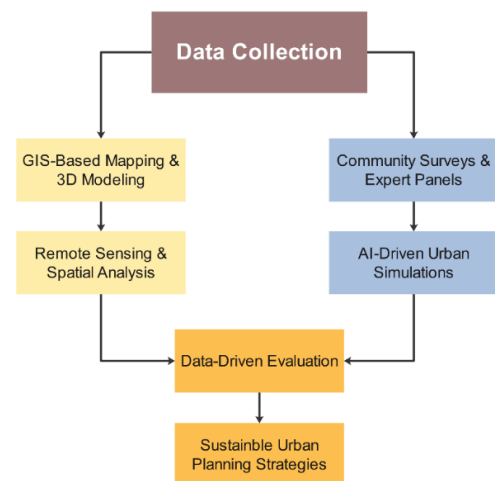 Data Collection
GIS-Based Mapping &
3D Modeling
Community Surveys &
Expert Panels
Remote Sensing &
Spatial Analysis
AI-Driven Urban
Simulations
Data-Driven Evaluation
Sustainble Urban
Planning Strategies